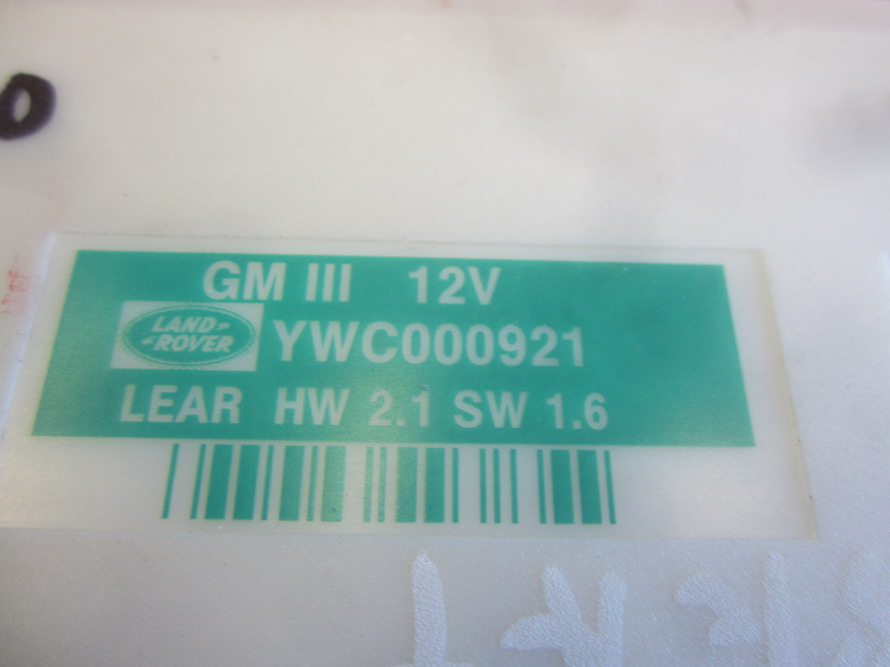 GM III 12V
LAND ROVER
YWC000921
LEAR HW 2.1 SW 1.6